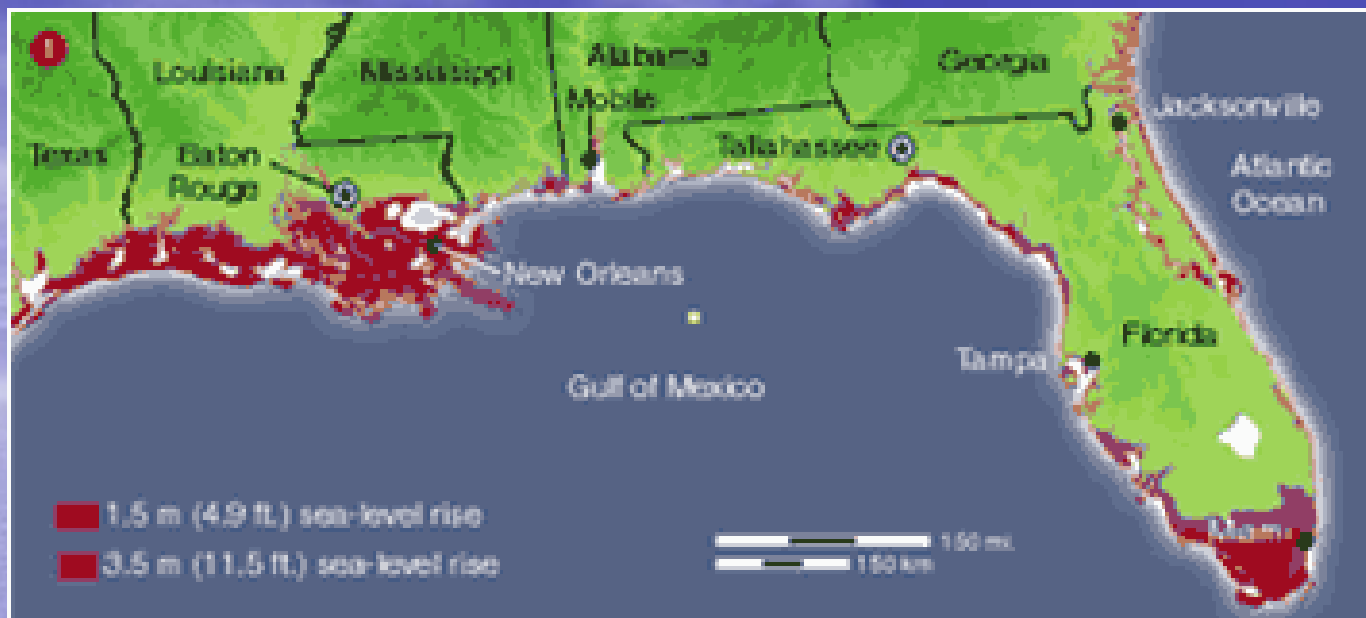 1
Louisiana
Mississippi
Alabama
Georgia
Mobile
Jacksonville
Texas
Baton
Rouge
Tallahassee
Atlantic
Ocean
New Orleans
Florida
Tampa
Gulf of Mexico
1.5 m (4.9 ft.) sea-level rise
3.5 m (11.5 ft.) sea-level rise
150 mi.
150 km
Miami